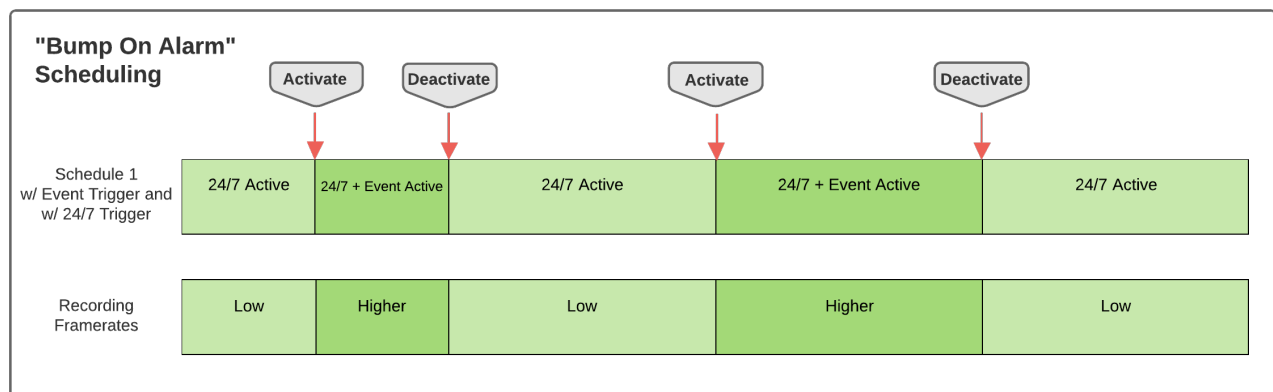 "Bump On Alarm"
Scheduling
Activate
Deactivate
Activate
Deactivate
Schedule 1
w/ Event Trigger and
w/ 24/7 Trigger
24/7 Active
24/7 + Event Active
24/7 Active
24/7 + Event Active
24/7 Active
Recording
Framerates
Low
Higher
Low
Higher
Low